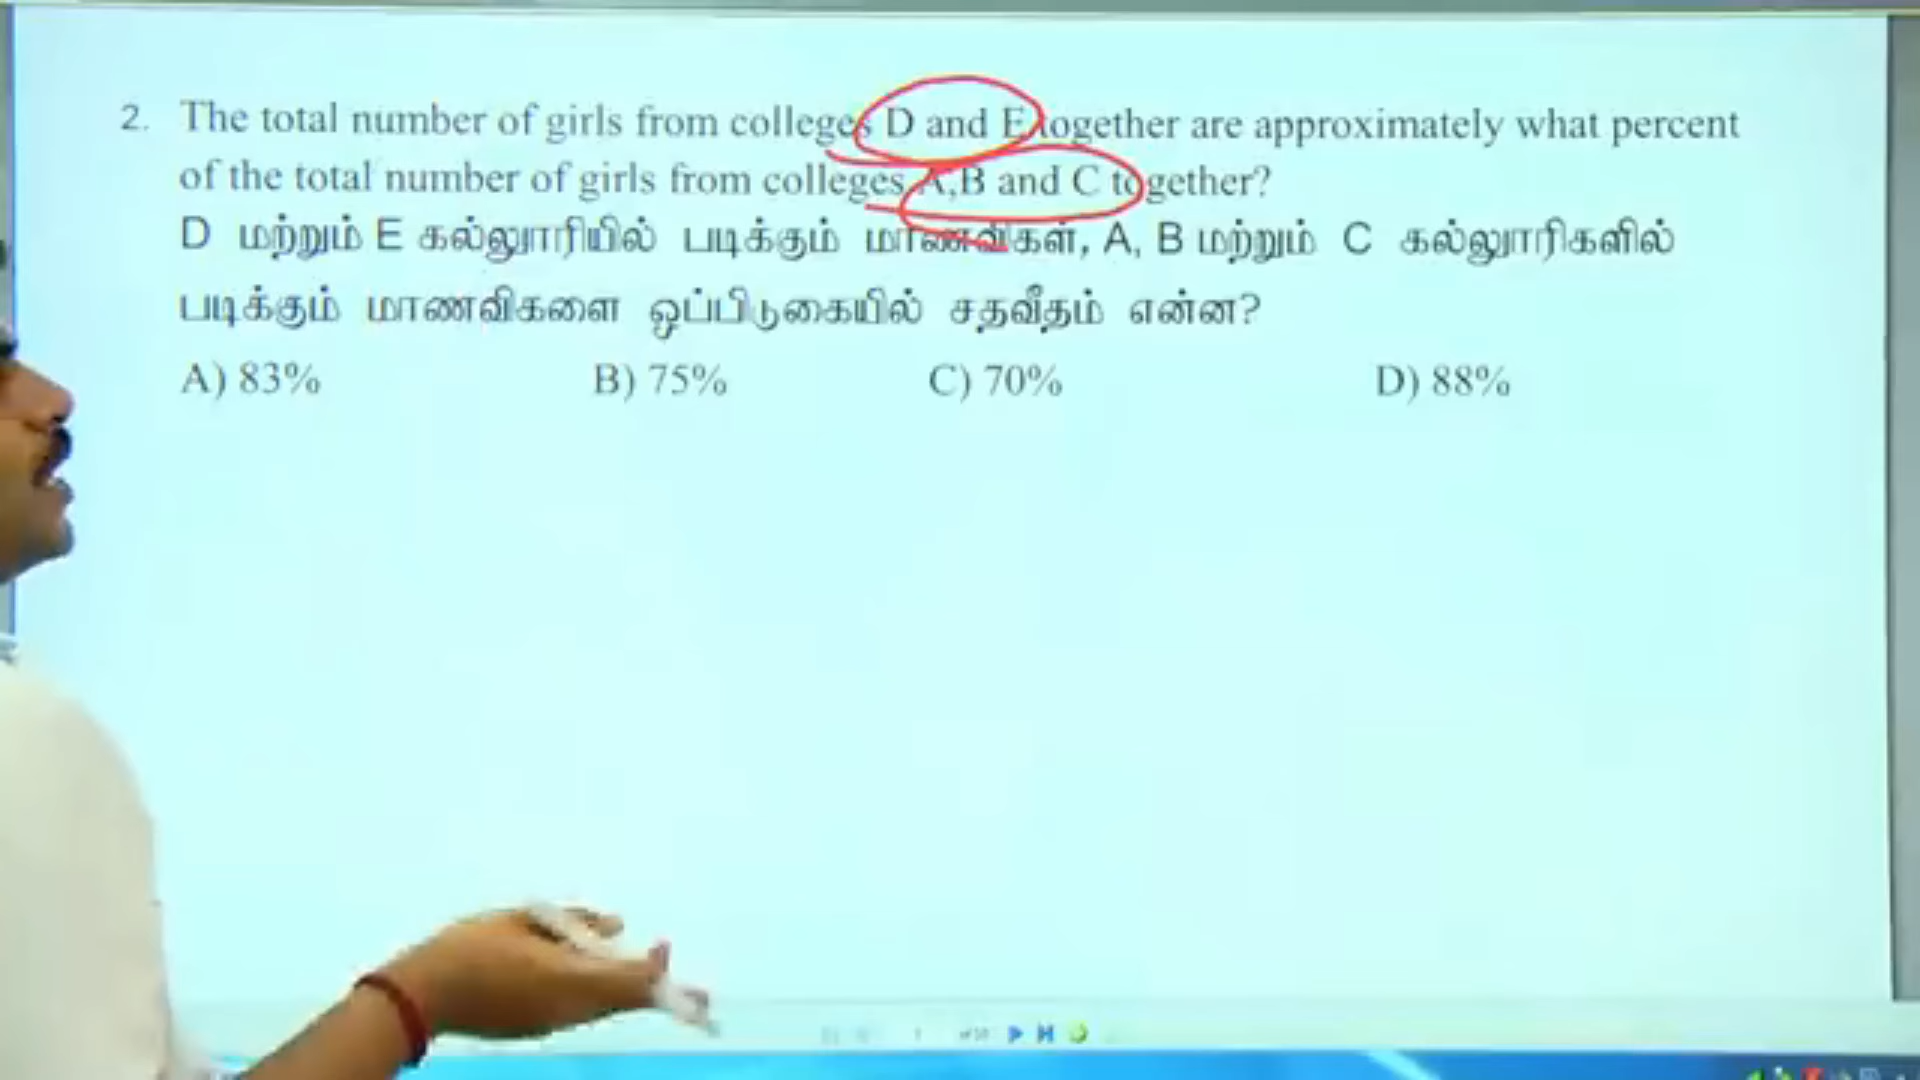 2. The total number of girls from colleges D and E together are approximately what percent
of the total number of girls from colleges A,B and C together?
D மற்றும் E கல்லூரியில் படிக்கும் மாணவிகள், A, B மற்றும் C கல்லூரிகளில்
படிக்கும் மாணவிகளை ஒப்பிடுகையில் சதவீதம் என்ன?
A) 83% B) 75% C) 70% D) 88%